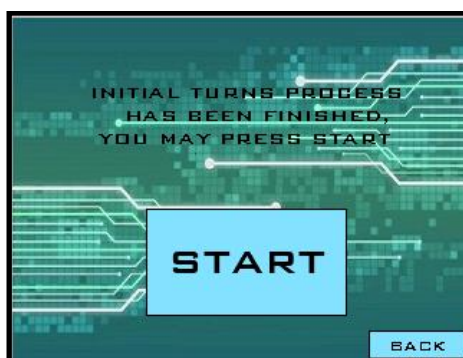 INITIAL TURNS PROCESS
HAS BEEN FINISHED,
YOU MAY PRESS START
START
BACK